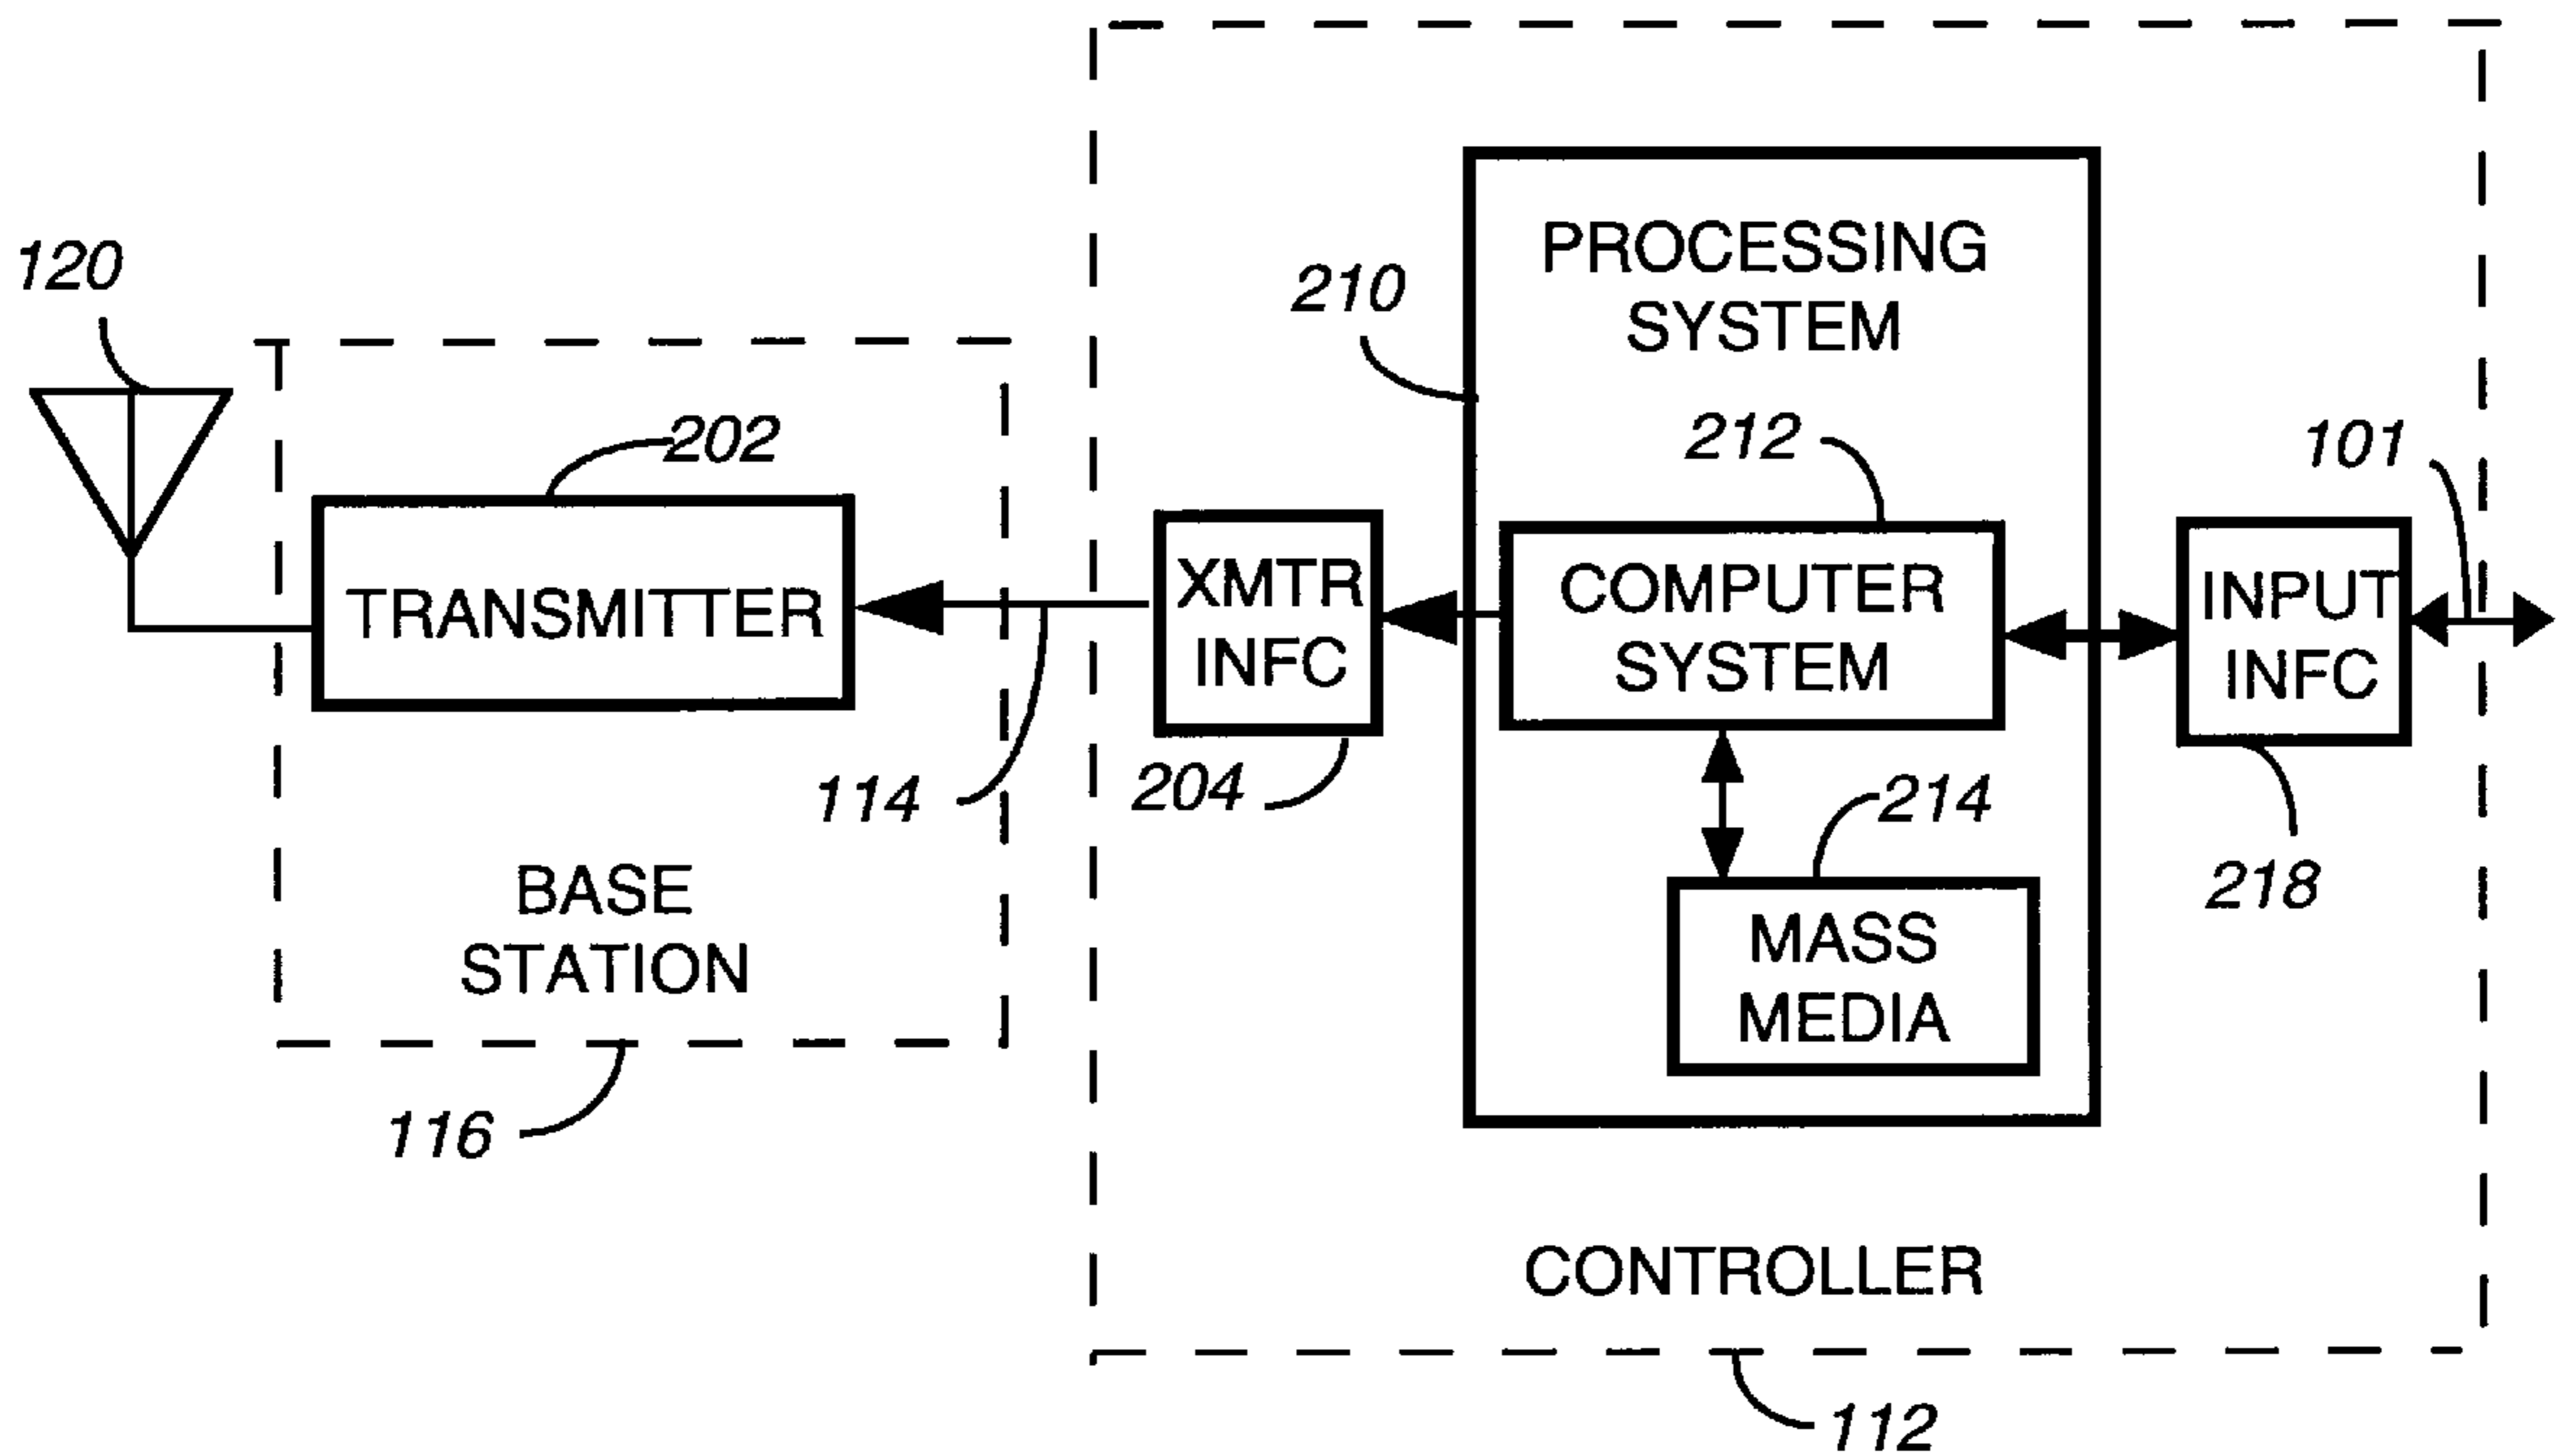 120
202
TRANSMITTER
114
BASE
STATION
116
XMTR
INFC
204
210
PROCESSING
SYSTEM
212
COMPUTER
SYSTEM
214
MASS
MEDIA
101
INPUT
INFC
218
CONTROLLER
112